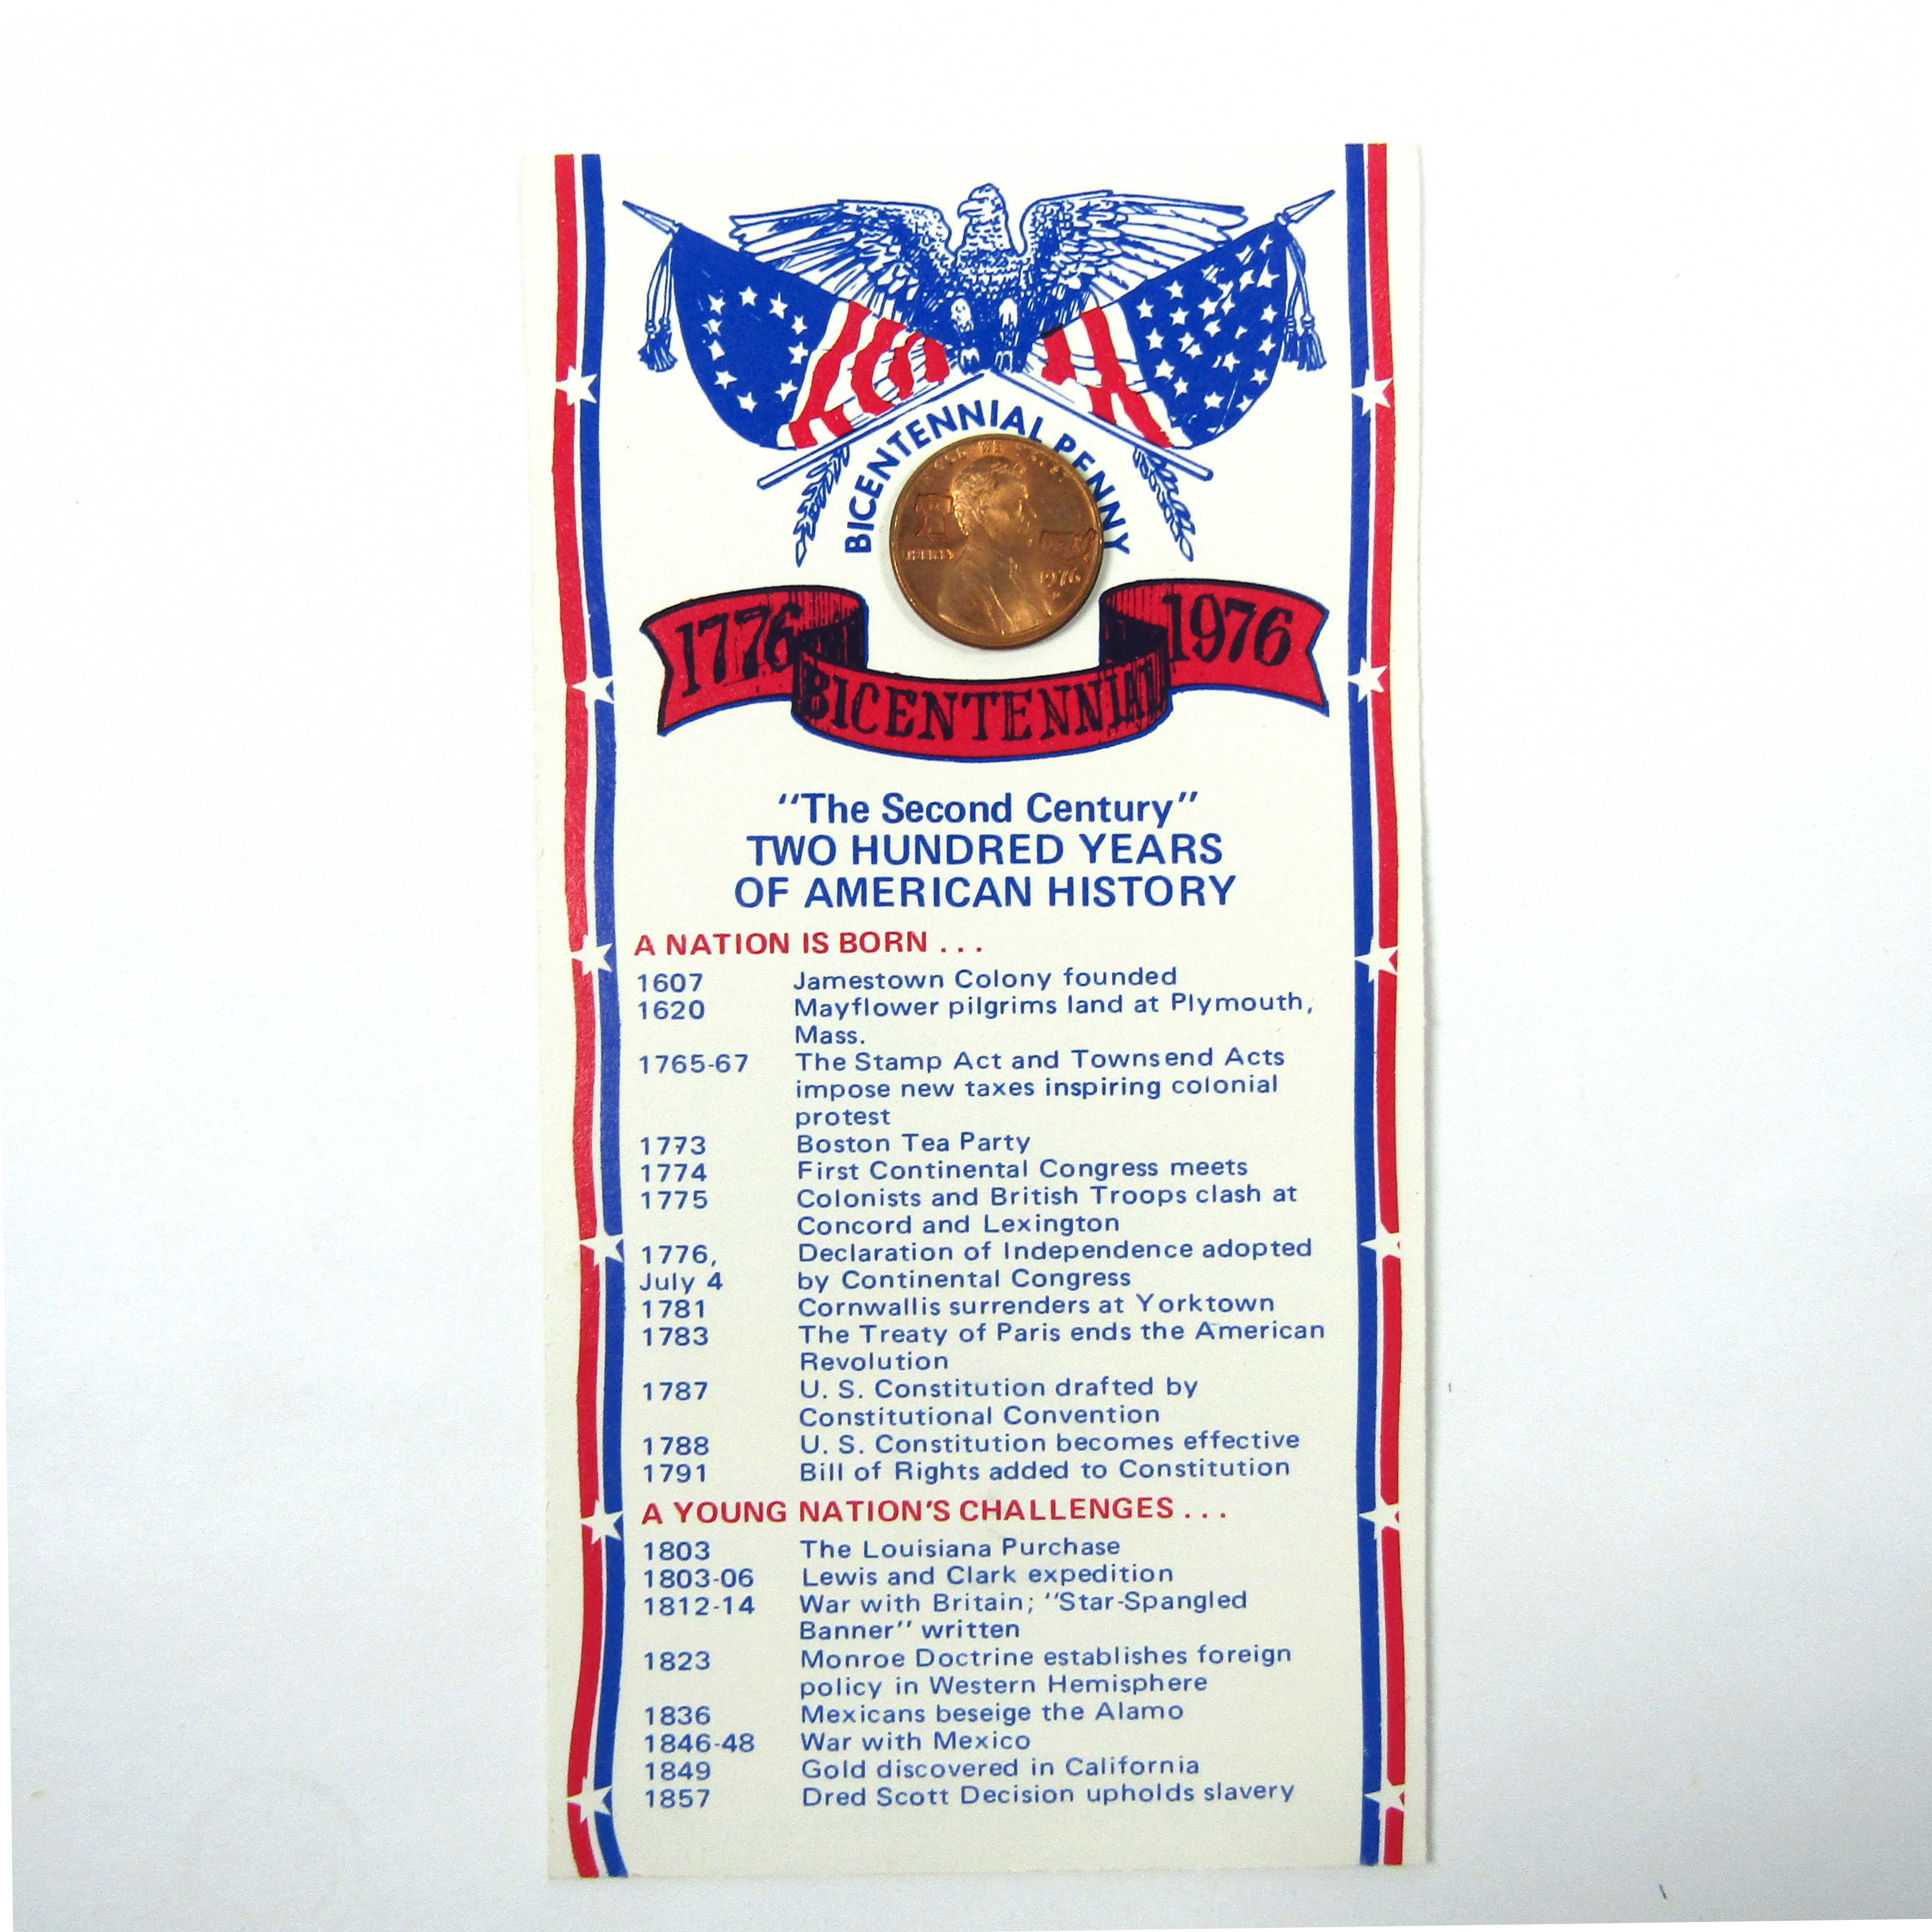 BICENTENNIAL PENNY
LIBERTY
1976
1776 1976
BICENTENNIAL
"The Second Century"
TWO HUNDRED YEARS
OF AMERICAN HISTORY
A NATION IS BORN . . .
1607 Jamestown Colony founded
1620 Mayflower pilgrims land at Plymouth,
Mass.
1765-67 The Stamp Act and Townsend Acts
impose new taxes inspiring colonial
protest
1773 Boston Tea Party
1774 First Continental Congress meets
1775 Colonists and British Troops clash at
Concord and Lexington
1776, Declaration of Independence adopted
July 4 by Continental Congress
1781 Cornwallis surrenders at Yorktown
1783 The Treaty of Paris ends the American
Revolution
1787 U. S. Constitution drafted by
Constitutional Convention
1788 U. S. Constitution becomes effective
1791 Bill of Rights added to Constitution
A YOUNG NATION'S CHALLENGES . . .
1803 The Louisiana Purchase
1803-06 Lewis and Clark expedition
1812-14 War with Britain; "Star-Spangled
Banner" written
1823 Monroe Doctrine establishes foreign
policy in Western Hemisphere
1836 Mexicans beseige the Alamo
1846-48 War with Mexico
1849 Gold discovered in California
1857 Dred Scott Decision upholds slavery